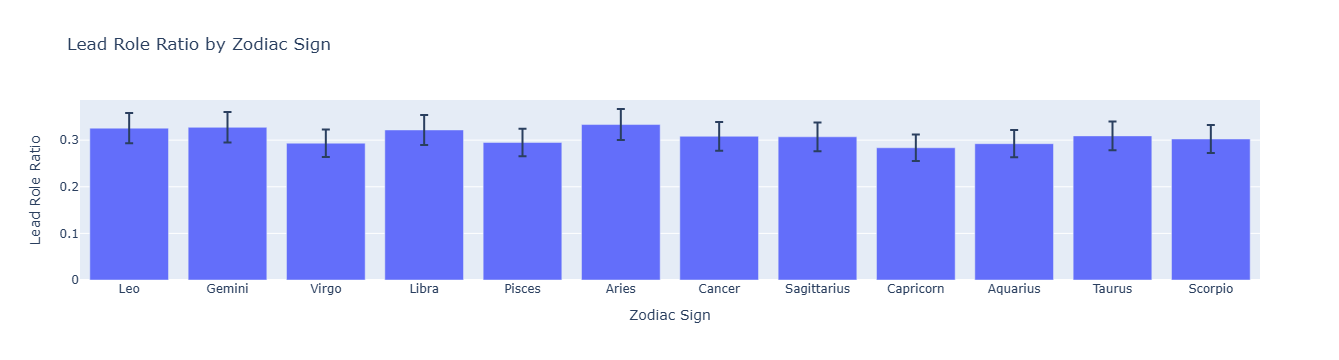 Lead Role Ratio by Zodiac Sign
Lead Role Ratio
0.3
0.2
0.1
0
Leo Gemini Virgo Libra Pisces Aries Cancer Sagittarius Capricorn Aquarius Taurus Scorpio
Zodiac Sign